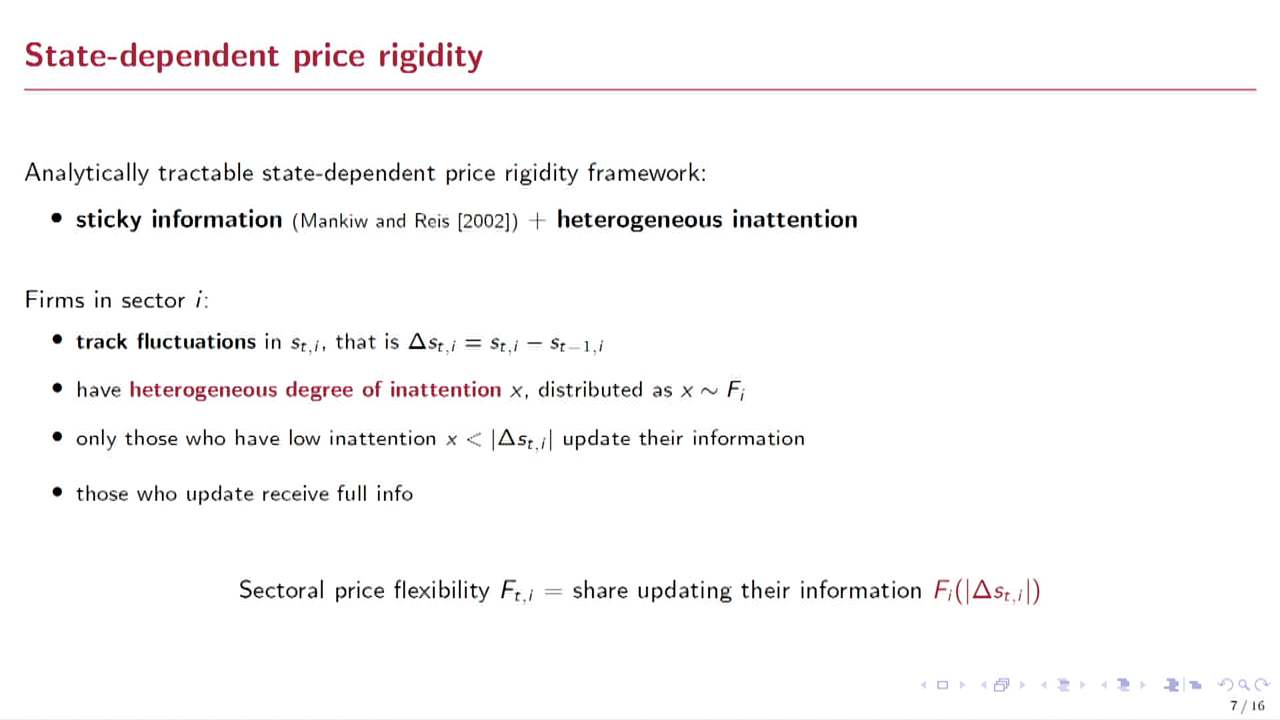 State-dependent price rigidity
Analytically tractable state-dependent price rigidity framework:
• sticky information (Mankiw and Reis [2002]) + heterogeneous inattention
Firms in sector i:
• track fluctuations in s_{t,i}, that is Δs_{t,i} = s_{t,i} − s_{t−1,i}
• have heterogeneous degree of inattention x, distributed as x ∼ F_i
• only those who have low inattention x < |Δs_{t,i}| update their information
• those who update receive full info
Sectoral price flexibility F_{t,i} = share updating their information F_i(|Δs_{t,i}|)
7 / 16